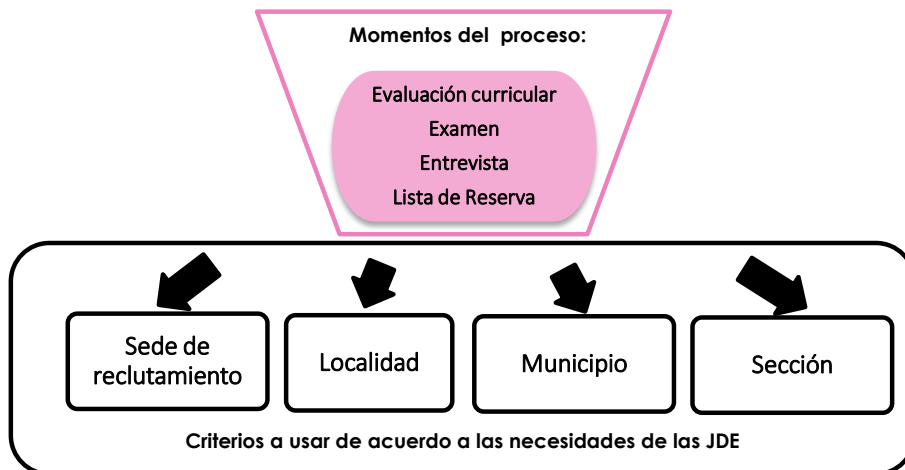 Momentos del proceso:
Evaluación curricular
Examen
Entrevista
Lista de Reserva
Sede de
reclutamiento
Localidad
Municipio
Sección
Criterios a usar de acuerdo a las necesidades de las JDE